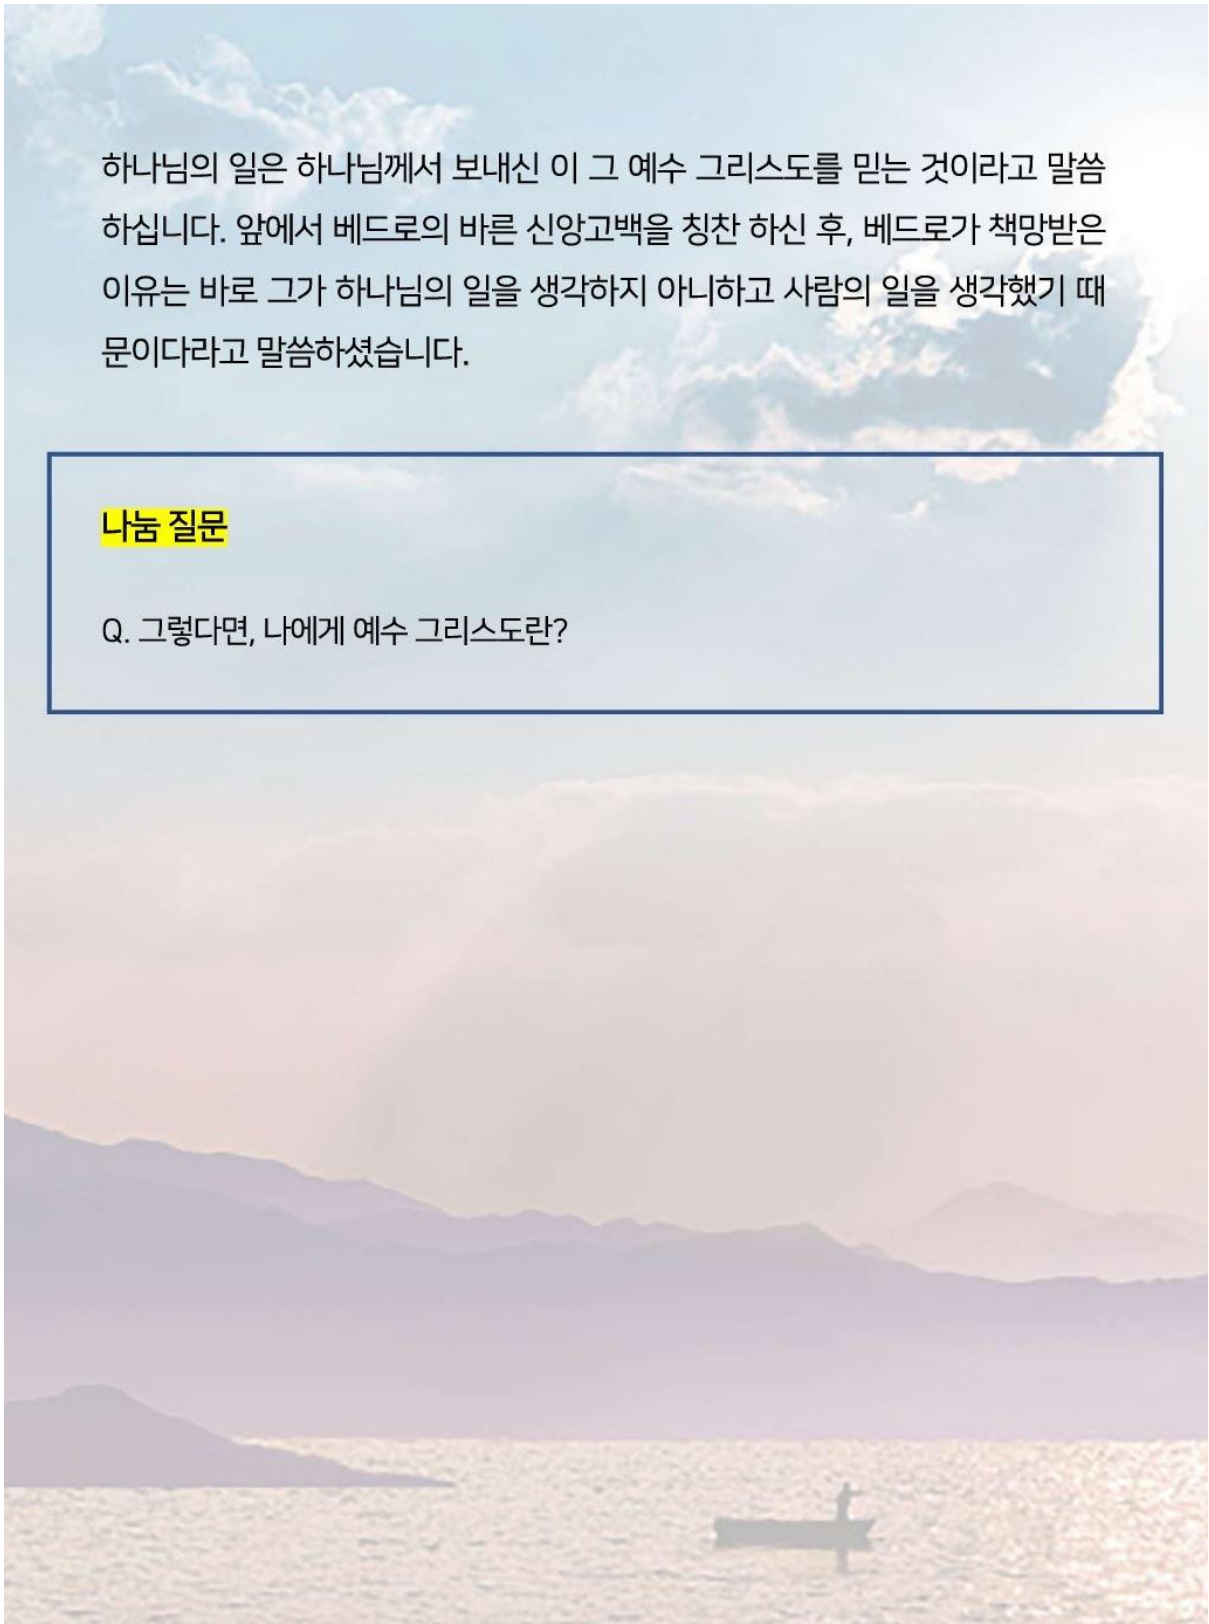 하나님의 일은 하나님께서 보내신 이 그 예수 그리스도를 믿는 것이라고 말씀
하십니다. 앞에서 베드로의 바른 신앙고백을 칭찬 하신 후, 베드로가 책망받은
이유는 바로 그가 하나님의 일을 생각하지 아니하고 사람의 일을 생각했기 때
문이다라고 말씀하셨습니다.
나눔 질문
Q. 그렇다면, 나에게 예수 그리스도란?